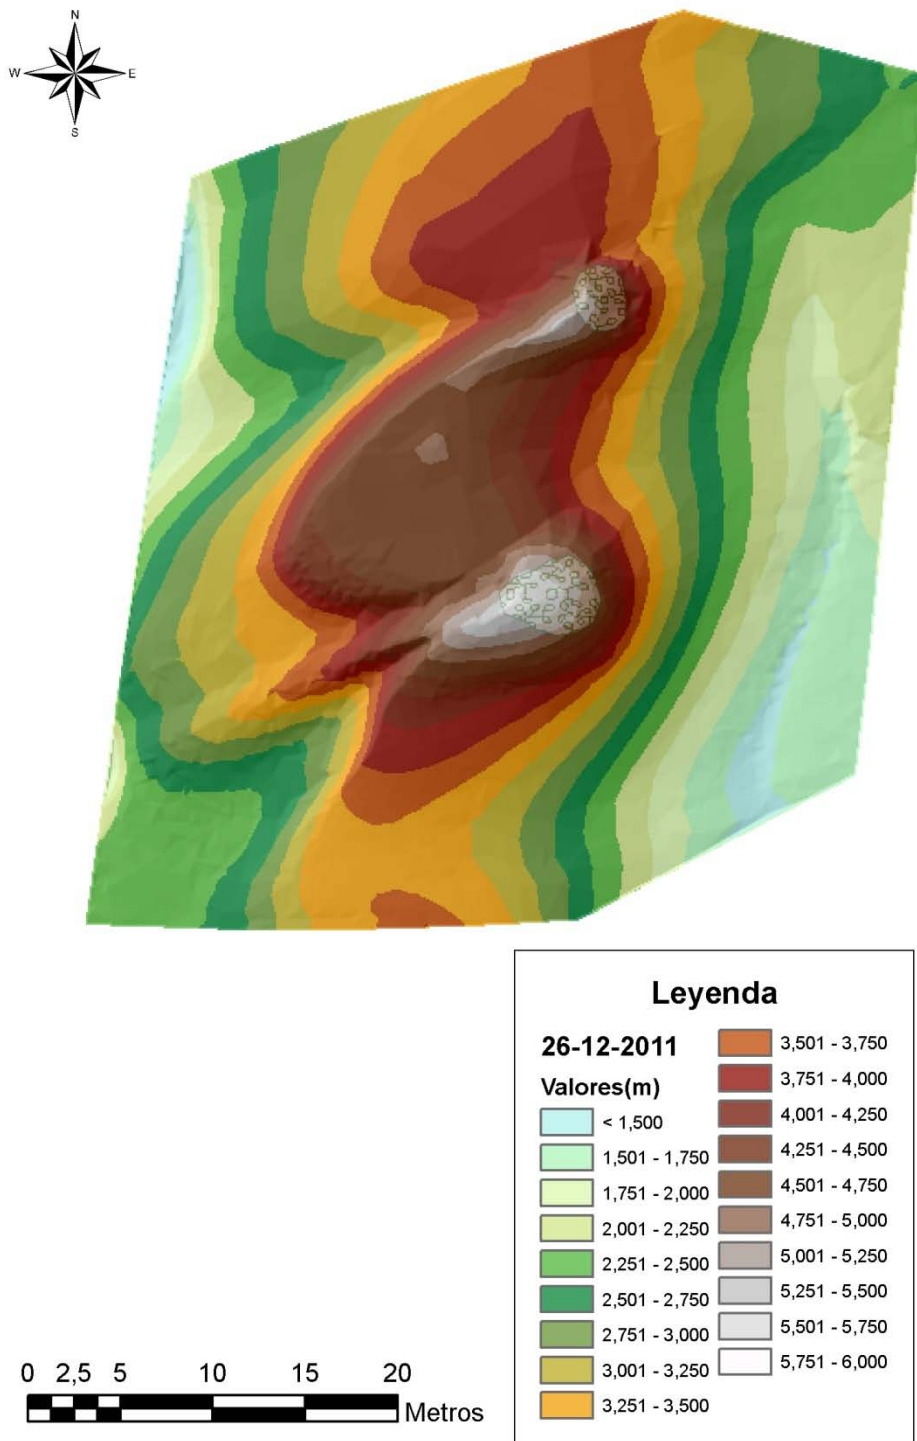 N
W E
S
Leyenda
26-12-2011
Valores(m)
< 1,500
1,501 - 1,750
1,751 - 2,000
2,001 - 2,250
2,251 - 2,500
2,501 - 2,750
2,751 - 3,000
3,001 - 3,250
3,251 - 3,500
3,501 - 3,750
3,751 - 4,000
4,001 - 4,250
4,251 - 4,500
4,501 - 4,750
4,751 - 5,000
5,001 - 5,250
5,251 - 5,500
5,501 - 5,750
5,751 - 6,000
0 2,5 5 10 15 20
Metros